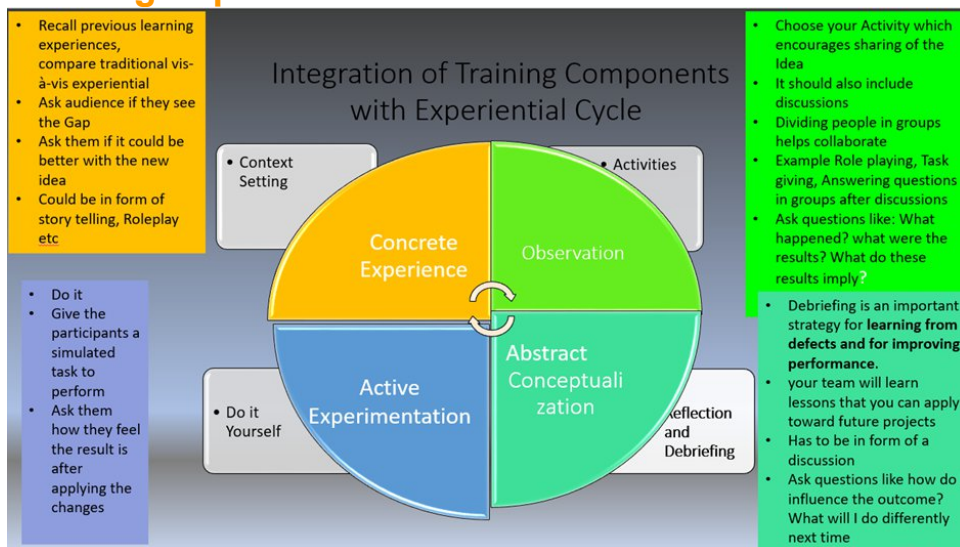 • Recall previous learning
experiences,
compare traditional vis-
à-vis experiential
• Ask audience if they see
the Gap
• Ask them if it could be
better with the new
idea
• Could be in form of
story telling, Roleplay
etc
Integration of Training Components
with Experiential Cycle
• Choose your Activity which
encourages sharing of the
Idea
• It should also include
discussions
• Dividing people in groups
helps collaborate
• Example Role playing, Task
giving, Answering questions
in groups after discussions
• Ask questions like: What
happened? what were the
results? What do these
results imply?
• Context
Setting
• Activities
Concrete
Experience
Observation
• Do it
• Give the
participants a
simulated
task to
perform
• Ask them
how they feel
the result is
after
applying the
changes
• Do it
Yourself
Active
Experimentation
Abstract
Conceptuali
zation
eflection
and
Debriefing
• Debriefing is an important
strategy for learning from
defects and for improving
performance.
• your team will learn
lessons that you can apply
toward future projects
• Has to be in form of a
discussion
• Ask questions like how do
influence the outcome?
What will I do differently
next time